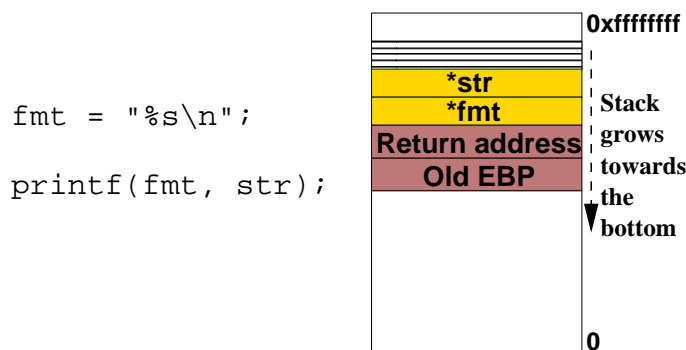 fmt = "%s\n";
printf(fmt, str);
0xffffffff
*str
*fmt
Return address
Old EBP
Stack
grows
towards
the
bottom
0